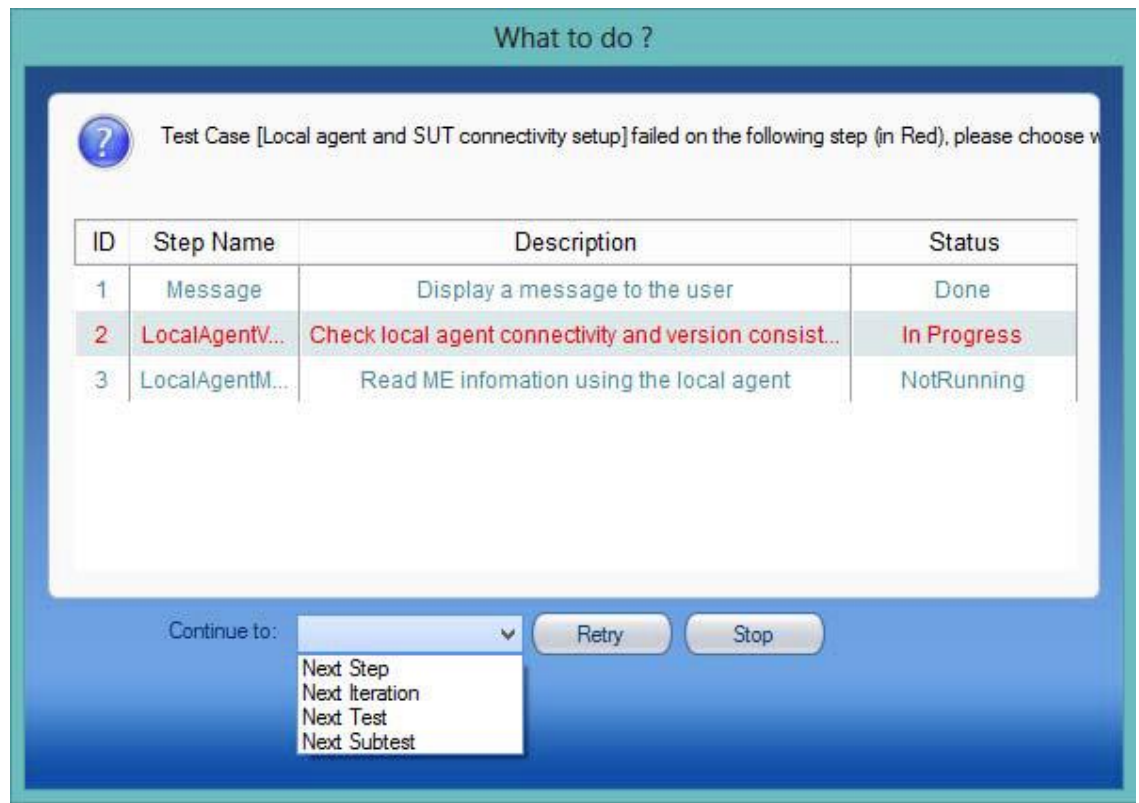 What to do ?
?
Test Case [Local agent and SUT connectivity setup] failed on the following step (in Red), please choose
ID Step Name Description Status
1 Message Display a message to the user Done
2 LocalAgentV... Check local agent connectivity and version consist... In Progress
3 LocalAgentM... Read ME infomation using the local agent NotRunning
Continue to: Retry Stop
Next Step
Next Iteration
Next Test
Next Subtest